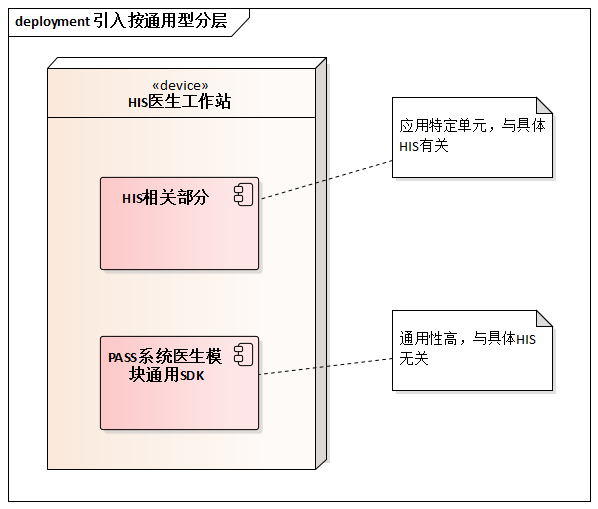 deployment 引入按通用型分层
«device»
HIS医生工作站
应用特定单元，与具体
HIS有关
HIS相关部分
通用性高，与具体HIS
无关
PASS系统医生模
块通用SDK